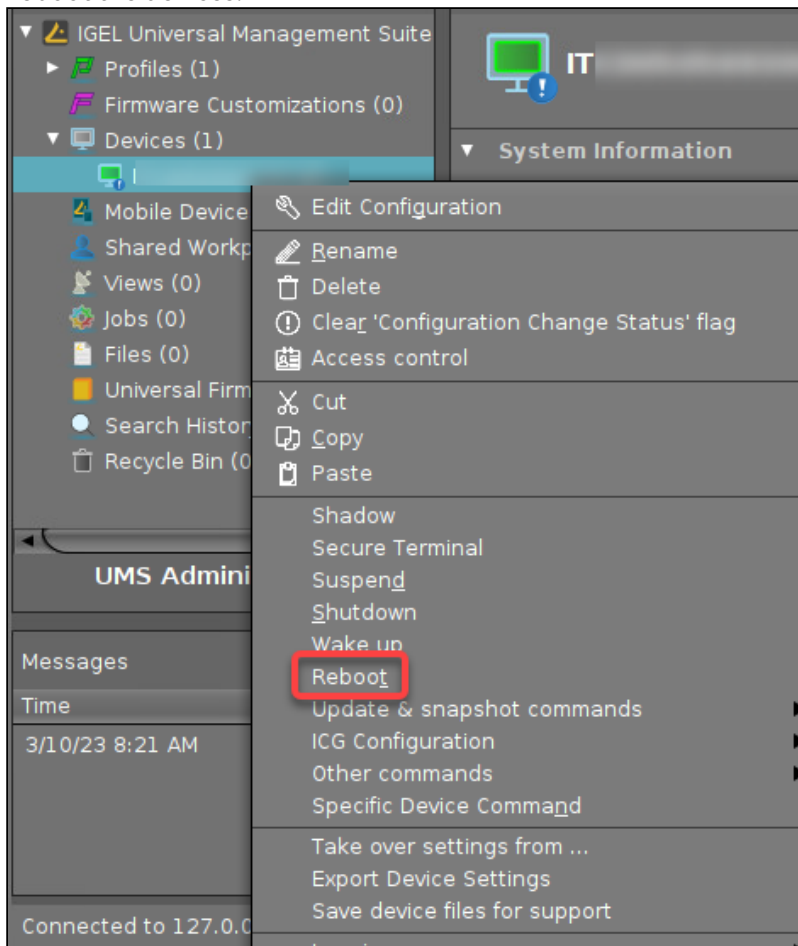 IGEL Universal Management Suite
Profiles (1)
Firmware Customizations (0)
Devices (1)
I
Mobile Device
Shared Workp
Views (0)
Jobs (0)
Files (0)
Universal Firm
Search Histor
Recycle Bin (0
UMS Admini
Messages
Time
3/10/23 8:21 AM
Connected to 127.0.0
IT
System Information
Edit Configuration
Rename
Delete
Clear 'Configuration Change Status' flag
Access control
Cut
Copy
Paste
Shadow
Secure Terminal
Suspend
Shutdown
Wake up
Reboot
Update & snapshot commands
ICG Configuration
Other commands
Specific Device Command
Take over settings from ...
Export Device Settings
Save device files for support